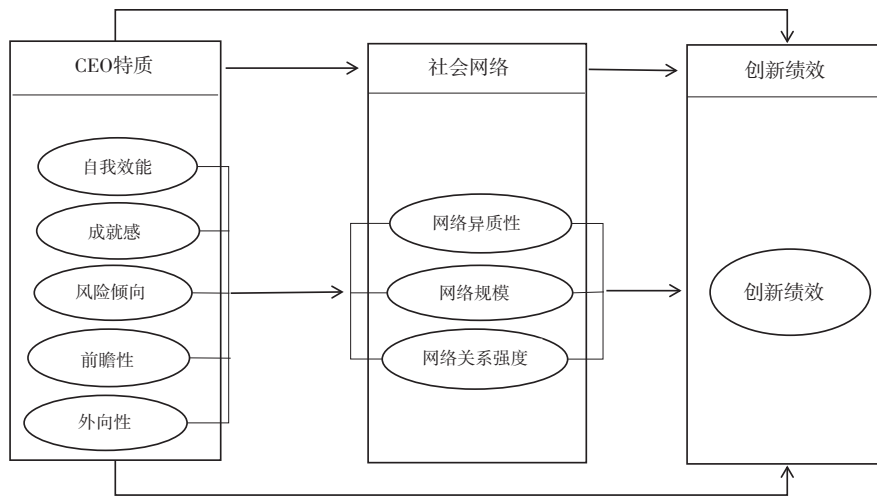 CEO特质
社会网络
创新绩效
自我效能
成就感
风险倾向
前瞻性
外向性
网络异质性
网络规模
网络关系强度
创新绩效